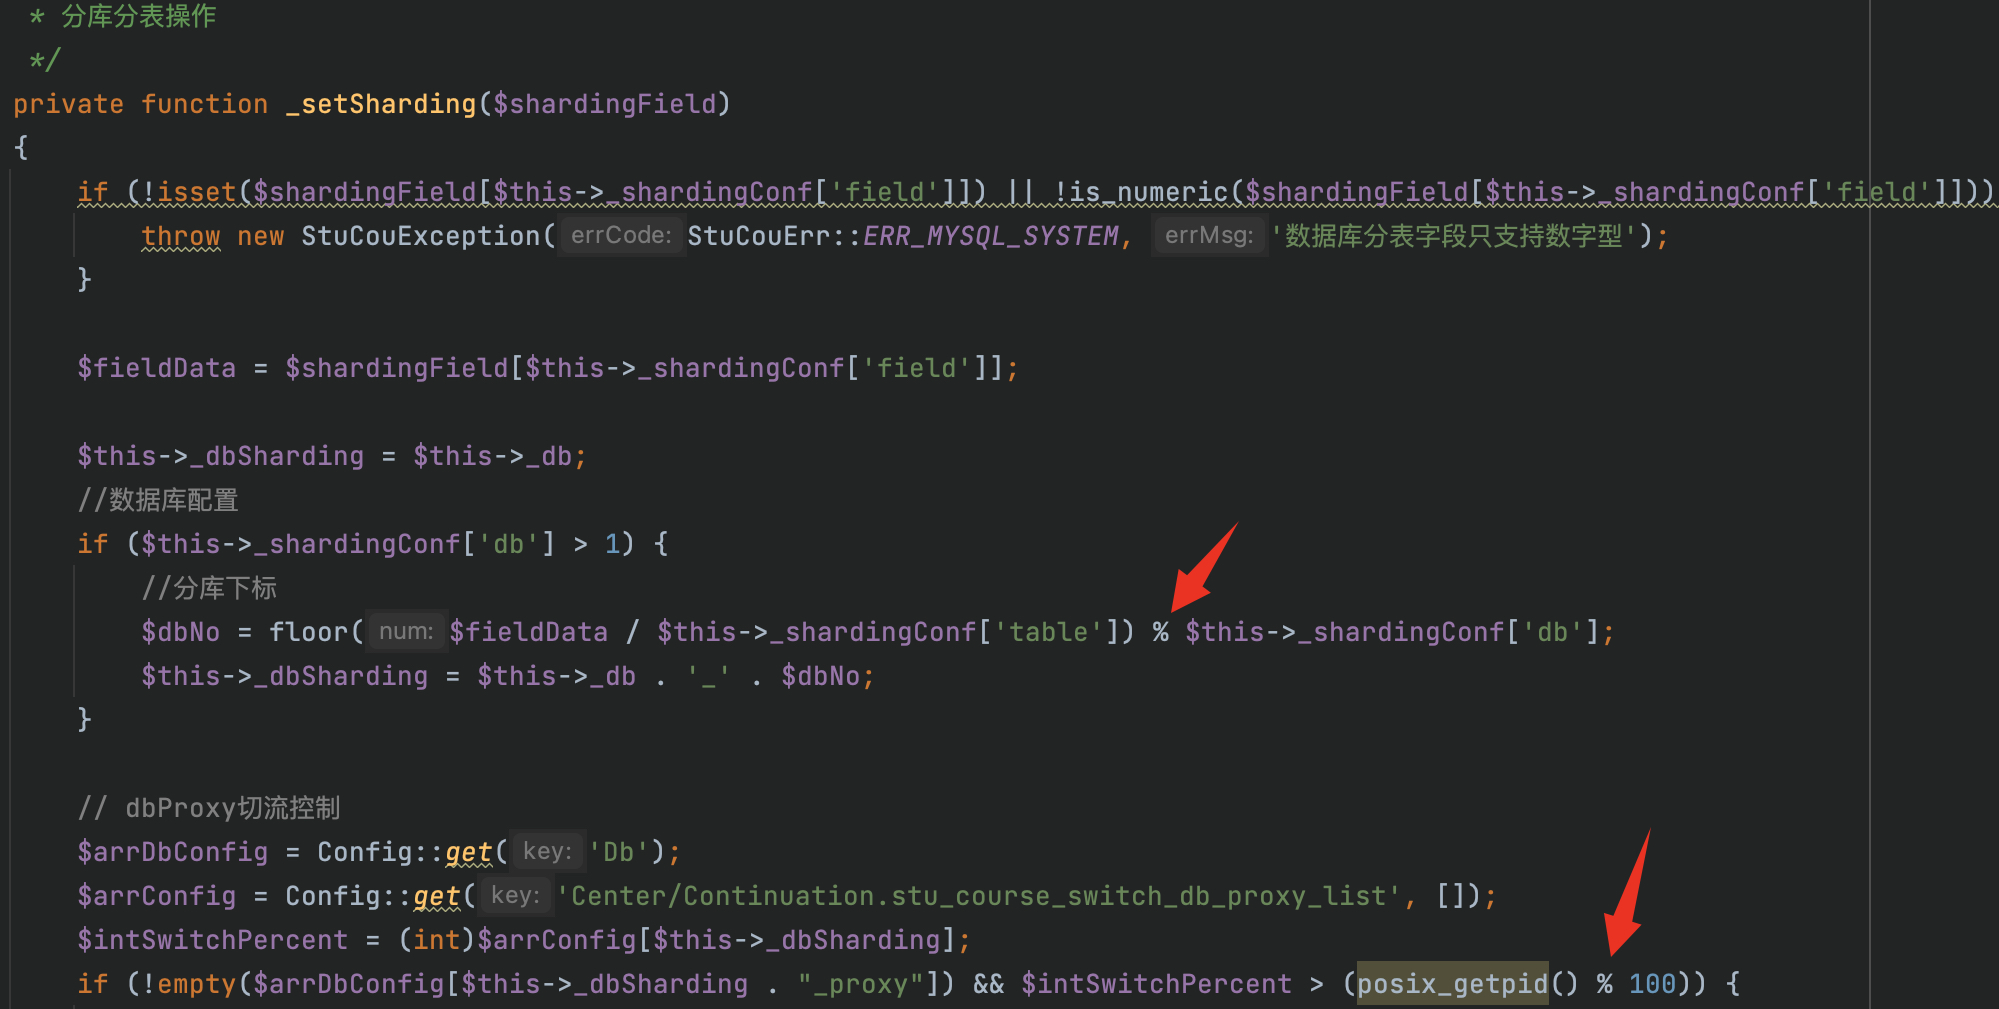 * 分库分表操作
*/
private function _setSharding($shardingField)
{
if (!isset($shardingField[$this->_shardingConf['field']]) || !is_numeric($shardingField[$this->_shardingConf['field']]))
throw new StuCouException( errCode: StuCouErr::ERR_MYSQL_SYSTEM, errMsg: '数据库分表字段只支持数字型');
}
$fieldData = $shardingField[$this->_shardingConf['field']];
$this->_dbSharding = $this->_db;
//数据库配置
if ($this->_shardingConf['db'] > 1) {
//分库下标
$dbNo = floor( num: $fieldData / $this->_shardingConf['table']) % $this->_shardingConf['db'];
$this->_dbSharding = $this->_db . '_' . $dbNo;
}
// dbProxy切流控制
$arrDbConfig = Config::get( key: 'Db');
$arrConfig = Config::get( key: 'Center/Continuation.stu_course_switch_db_proxy_list', []);
$intSwitchPercent = (int)$arrConfig[$this->_dbSharding];
if (!empty($arrDbConfig[$this->_dbSharding . "_proxy"]) && $intSwitchPercent > (posix_getpid() % 100)) {